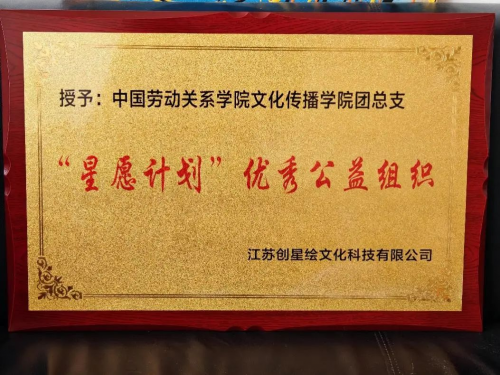 授予：中国劳动关系学院文化传播学院团总支
“星愿计划”优秀公益组织
江苏创星绘文化科技有限公司